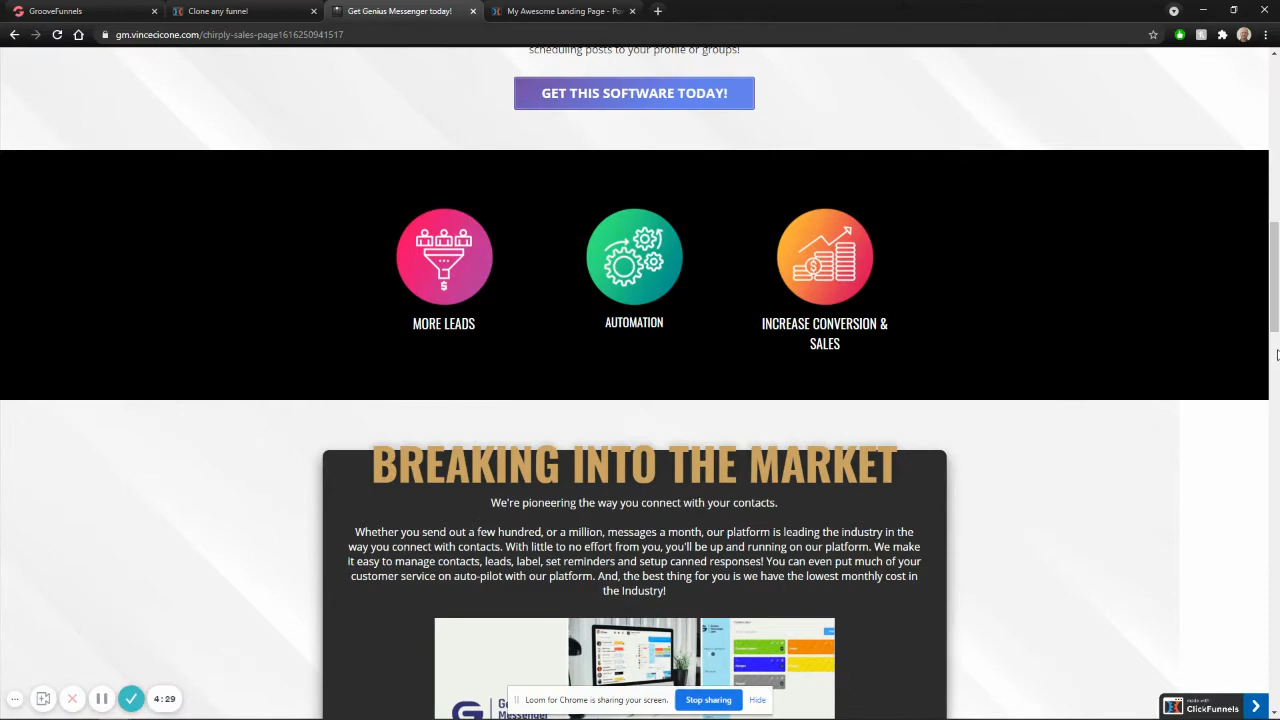 GrooveFunnels
Clone any funnel
Get Genius Messenger today!
My Awesome Landing Page - Po
gm.vincecicone.com/chirply-sales-page1616250941517
scheduling posts to your profile or groups!
GET THIS SOFTWARE TODAY!
MORE LEADS
AUTOMATION
INCREASE CONVERSION &
SALES
BREAKING INTO THE MARKET
We're pioneering the way you connect with your contacts.
Whether you send out a few hundred, or a million, messages a month, our platform is leading the industry in the
way you connect with contacts. With little to no effort from you, you'll be up and running on our platform. We make
it easy to manage contacts, leads, label, set reminders and setup canned responses! You can even put much of your
customer service on auto-pilot with our platform. And, the best thing for you is we have the lowest monthly cost in
the Industry!
4:29
Loom for Chrome is sharing your screen.
Stop sharing
Hide
made with
ClickFunnels